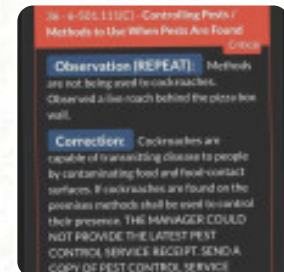 36 - 6-501.111(C) - Controlling Pests /
Methods to Use When Pests Are Found
Critical
Observation (REPEAT): Methods
are not being used to cockroaches.
Observed a live roach behind the pizza box
wall.
Correction: Cockroaches are
capable of transmitting disease to people
by contaminating food and food-contact
surfaces. If cockroaches are found on the
premises methods shall be used to control
their presence. THE MANAGER COULD
NOT PROVIDE THE LATEST PEST
CONTROL SERVICE RECEIPT. SEND A
COPY OF PEST CONTROL SERVICE